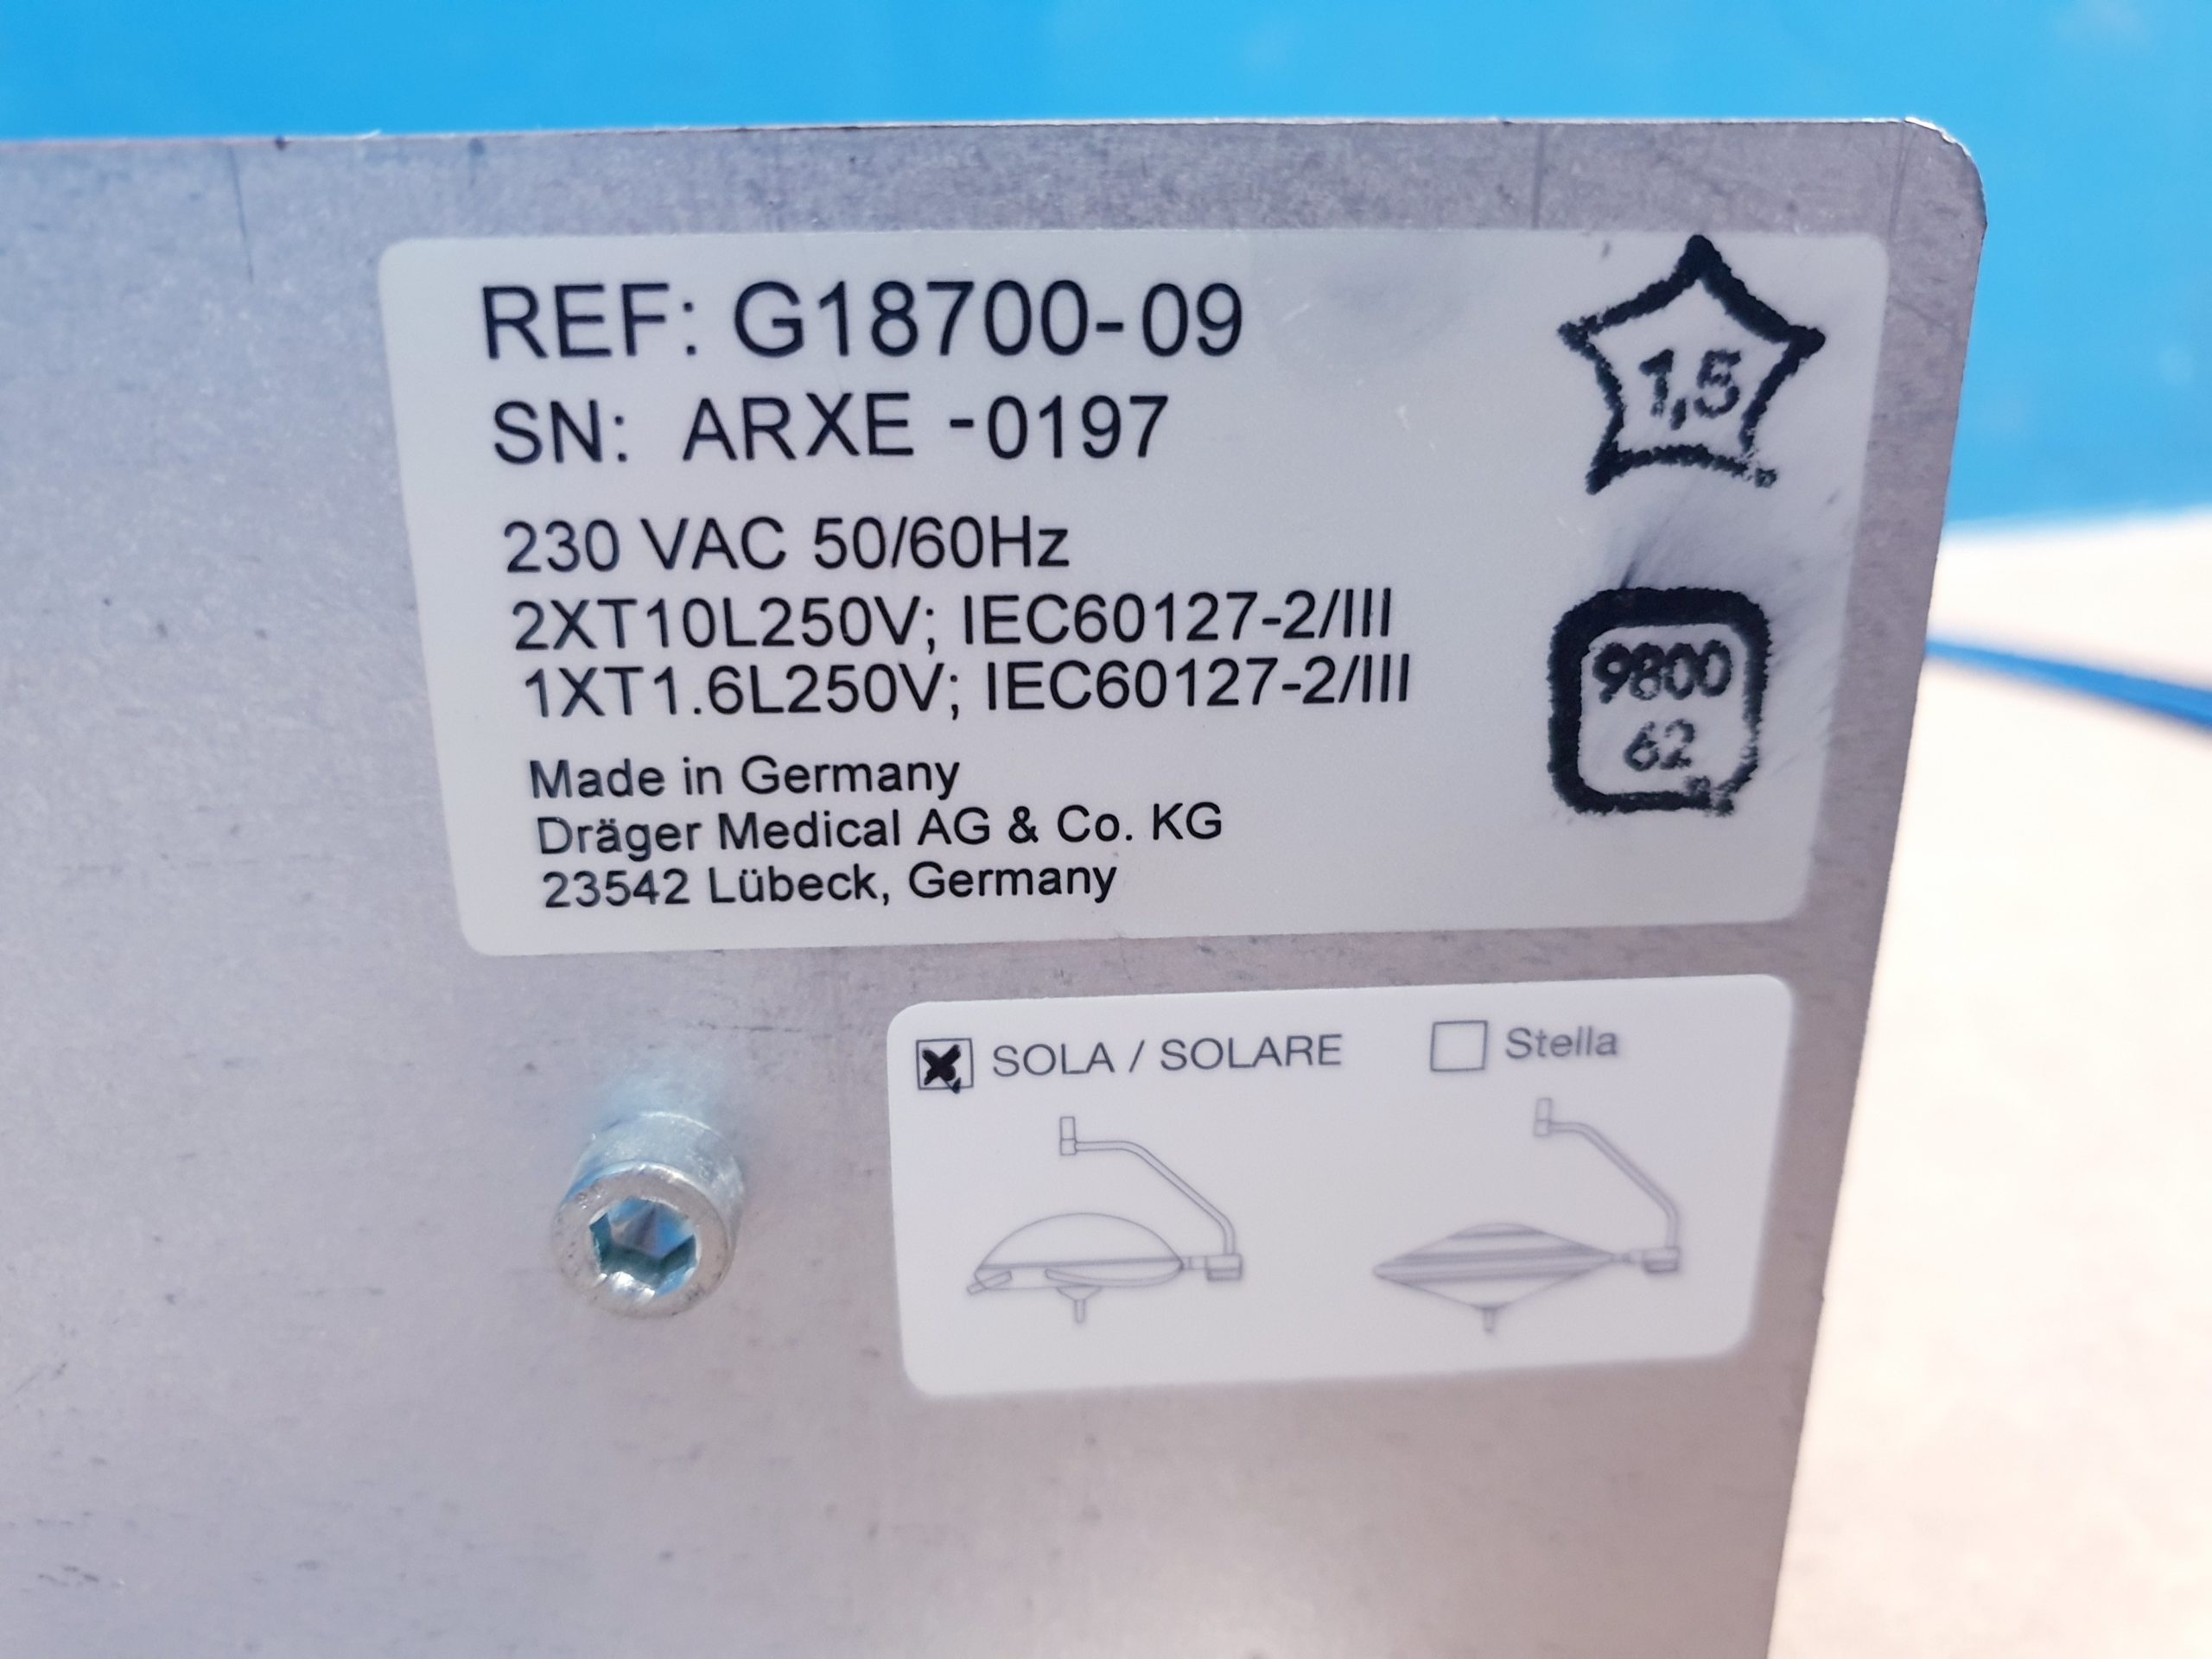 REF: G18700-09
SN: ARXE -0197
230 VAC 50/60Hz
2XT10L250V; IEC60127-2/III
1XT1.6L250V; IEC60127-2/III
Made in Germany
Dräger Medical AG & Co. KG
23542 Lübeck, Germany
1,5
9800
62
SOLA / SOLARE
Stella